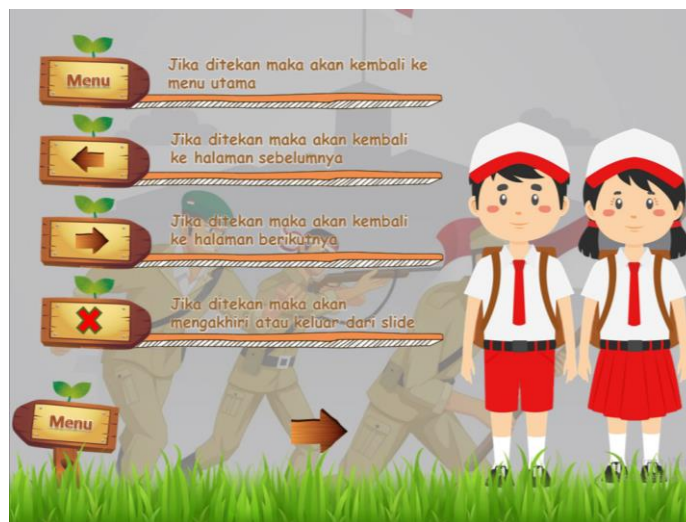 Menu
Jika ditekan maka akan kembali ke
menu utama
Jika ditekan maka akan kembali
ke halaman sebelumnya
Jika ditekan maka akan kembali
ke halaman berikutnya
Jika ditekan maka akan
mengakhiri atau keluar dari slide
Menu